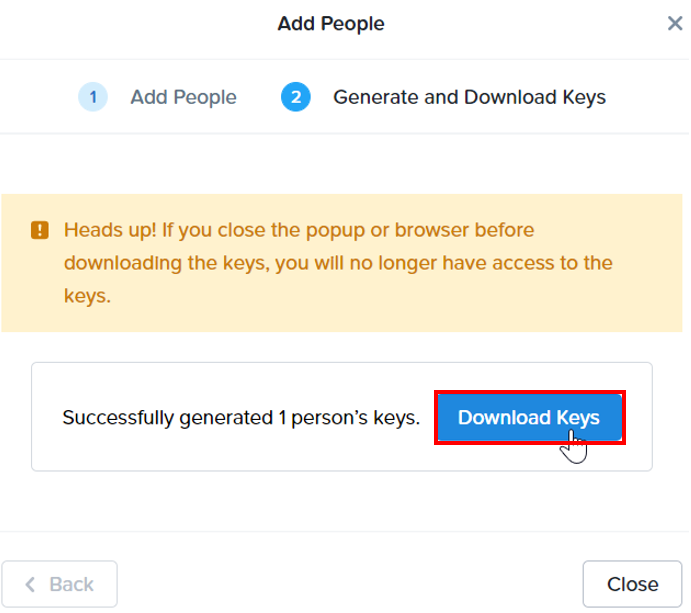 Add People
1 Add People 2 Generate and Download Keys
Heads up! If you close the popup or browser before
downloading the keys, you will no longer have access to the
keys.
Successfully generated 1 person’s keys. Download Keys
Back Close